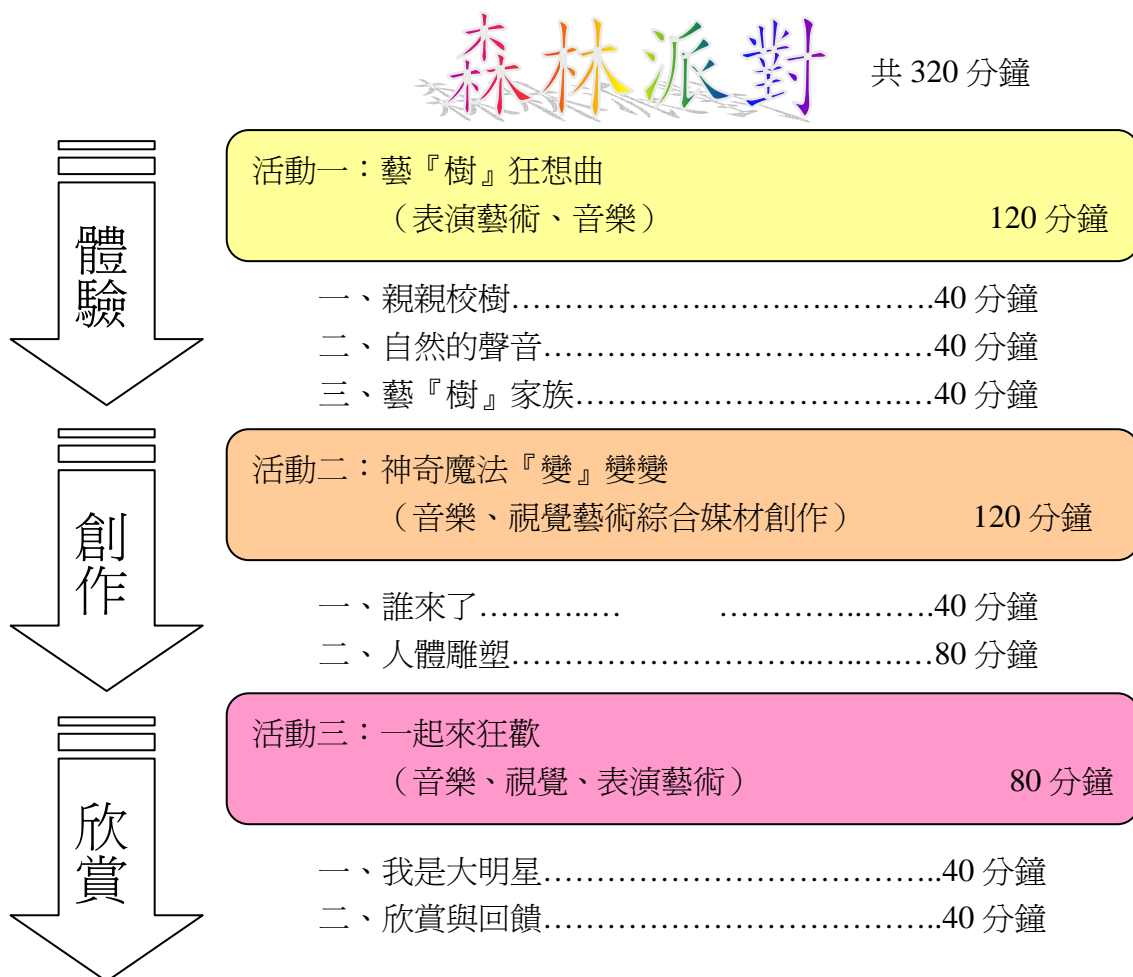 森林派對 共 320 分鐘
體驗
活動一：藝『樹』狂想曲
（表演藝術、音樂） 120 分鐘
一、親親校樹…………………..…….….……….40 分鐘
二、自然的聲音……………………………….40 分鐘
三、藝『樹』家族………………………….….40 分鐘
創作
活動二：神奇魔法『變』變變
（音樂、視覺藝術綜合媒材創作） 120 分鐘
一、誰來了………..… …………..…….40 分鐘
二、人體雕塑………………………..…..….…80 分鐘
欣賞
活動三：一起來狂歡
（音樂、視覺、表演藝術） 80 分鐘
一、我是大明星………………………………..40 分鐘
二、欣賞與回饋………………………………..40 分鐘